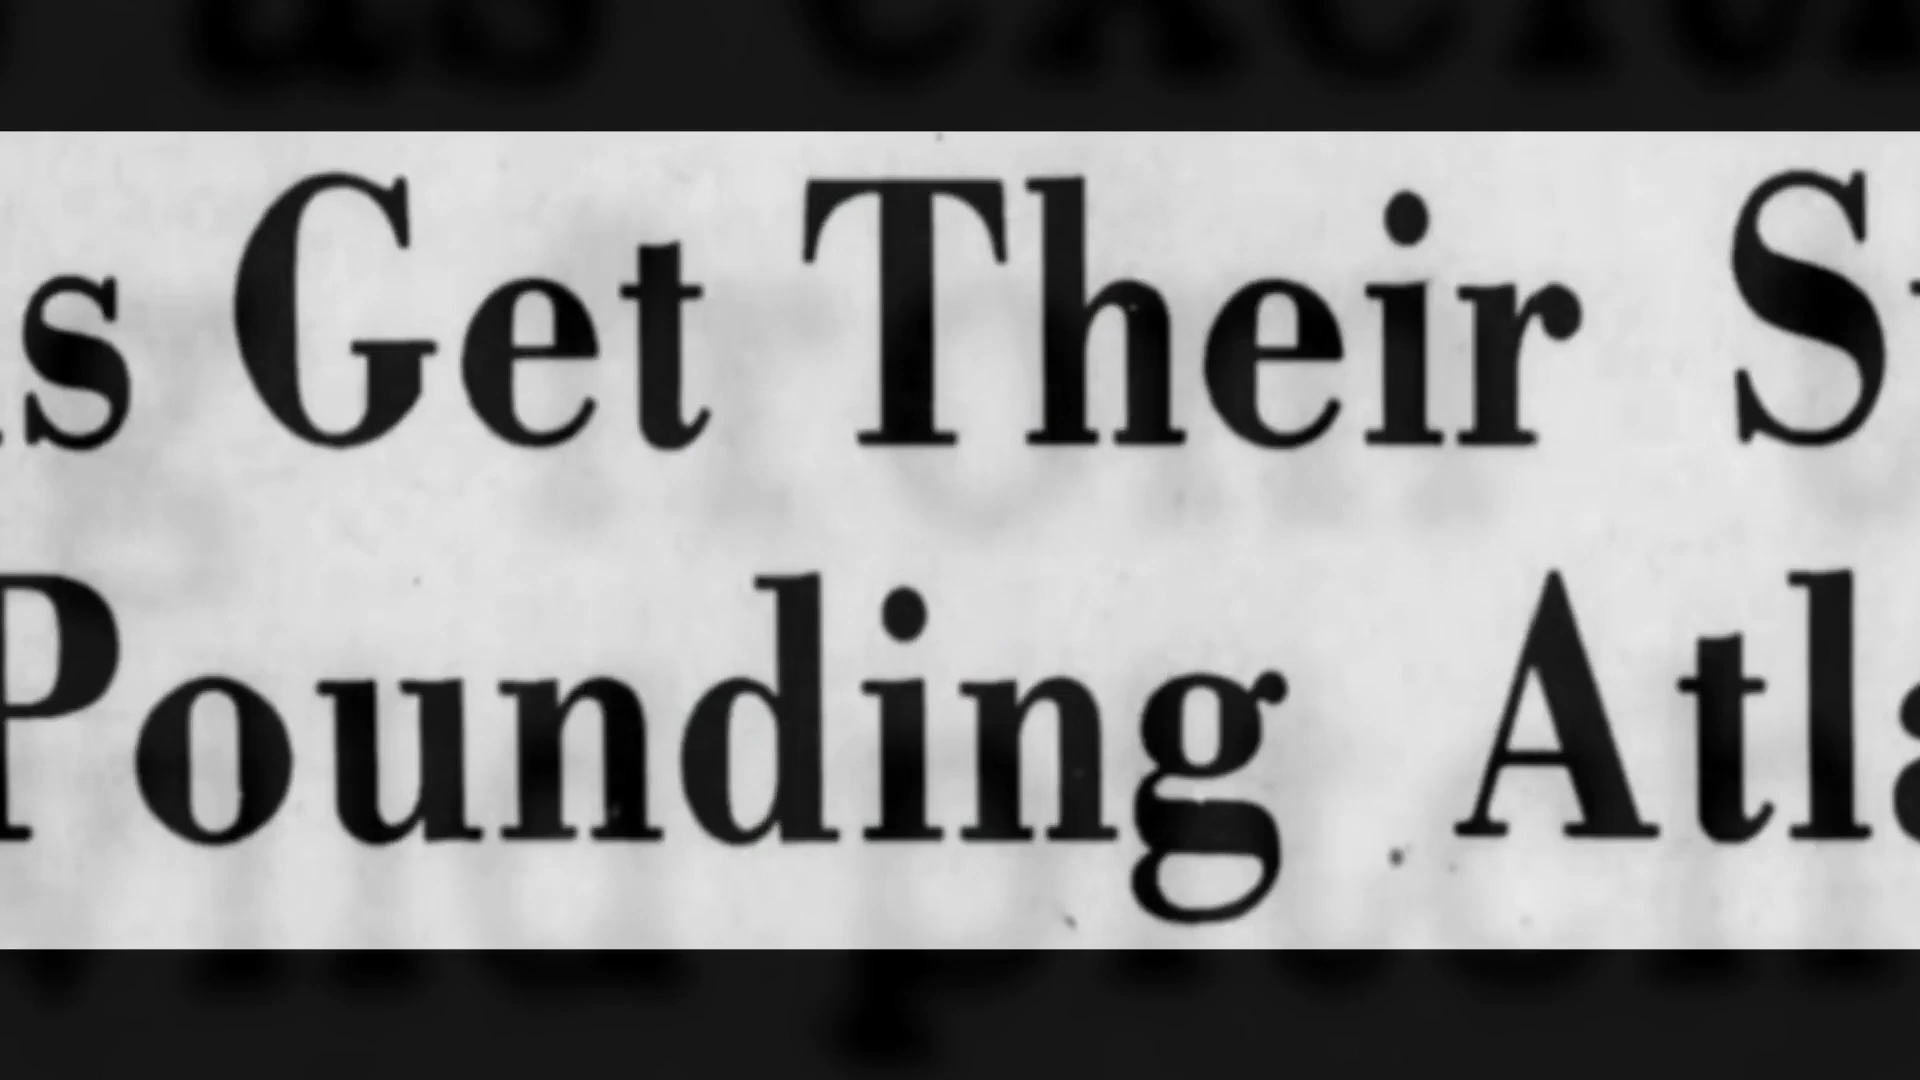 s Get Their S
Pounding Atla